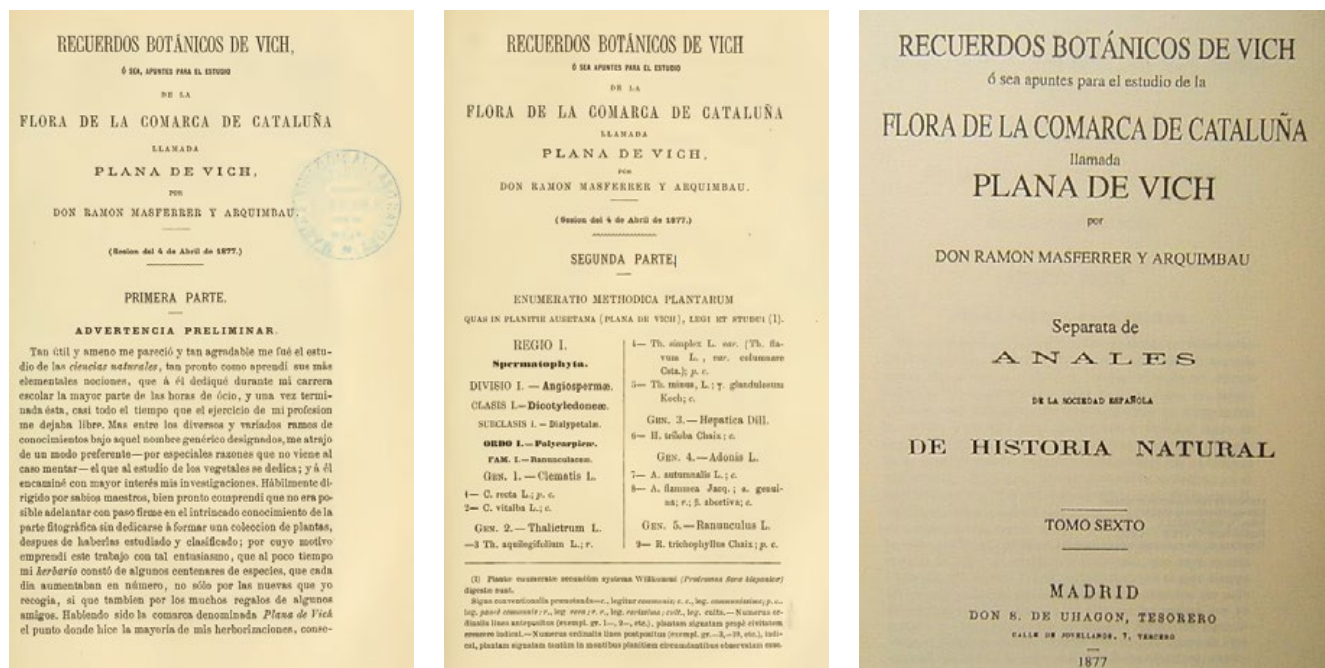 RECUERDOS BOTÁNICOS DE VICH,
Ó SEA, APUNTES PARA EL ESTUDIO
DE LA
FLORA DE LA COMARCA DE CATALUÑA
LLAMADA
PLANA DE VICH,
POR
DON RAMON MASFERRER Y ARQUIMBAU.
(Sesion del 4 de Abril de 1877.)
PRIMERA PARTE.
ADVERTENCIA PRELIMINAR.
Tan útil y ameno me pareció y tan agradable me fué el estu-
dio de las ciencias naturales, tan pronto como aprendí sus más
elementales nociones, que á él dediqué durante mi carrera
escolar la mayor parte de las horas de ócio, y una vez termi-
nada ésta, casi todo el tiempo que el ejercicio de mi profesion
me dejaba libre. Mas entre los diversos y variados ramos de
conocimientos bajo aquel nombre genérico designados, me atrajo
de un modo preferente—por especiales razones que no viene al
caso mentar—el que al estudio de los vegetales se dedica; y á él
encaminé con mayor interés mis investigaciones. Hábilmente di-
rigido por sabios maestros, bien pronto comprendí que no era po-
sible adelantar con paso firme en el intrincado conocimiento de la
parte fitográfica sin dedicarse á formar una coleccion de plantas,
despues de haberlas estudiado y clasificado; por cuyo motivo
emprendí este trabajo con tal entusiasmo, que al poco tiempo
mi herbario constó de algunos centenares de especies, que cada
dia aumentaban en número, no sólo por las nuevas que yo
recogia, si que tambien por los muchos regalos de algunos
amigos. Habiendo sido la comarca denominada Plana de Vich
el punto donde hice la mayoría de mis herborizaciones, conse-
RECUERDOS BOTÁNICOS DE VICH
Ó SEA APUNTES PARA EL ESTUDIO
DE LA
FLORA DE LA COMARCA DE CATALUÑA
LLAMADA
PLANA DE VICH,
POR
DON RAMON MASFERRER Y ARQUIMBAU.
(Sesion del 4 de Abril de 1877.)
SEGUNDA PARTE
ENUMERATIO METHODICA PLANTARUM
QUAS IN PLANITIE AUSETANA (PLANA DE VICH), LEGI ET STUDUI (1).
REGIO I.
Spermatophyta.
DIVISIO I.—Angiospermæ.
CLASIS I.—Dicotyledoneæ.
SUBCLASIS I.—Dialypetalæ.
ORDO I.—Polycarpicæ.
FAM. I.—Ranunculaceæ.
GEN. 1.—Clematis L.
1— C. recta L.; p. c.
2— C. vitalba L.; c.
GEN. 2.—Thalictrum L.
—3 Th. aquilegifolium L.; r.
4— Th. simplex L. var. (Th. fla-
vum L., var. columnare
Csta.); p. c.
5— Th. minus, L.; γ. glandulosum
Koch; c.
GEN. 3.—Hepatica Dill.
6— H. triloba Chaix; c.
GEN. 4.—Adonis L.
7— A. autumnalis L.; c.
8— A. flammea Jacq.; α. genui-
na; r.; β. abortiva; c.
GEN. 5.—Ranunculus L.
9— R. trichophyllus Chaix; p. c.
(1) Plantæ enumeratæ secundùm systema Willkommi (Prodromus floræ hispanicæ)
digestæ sunt.
Signa conventionalia
RECUERDOS BOTÁNICOS DE VICH
ó sea apuntes para el estudio de la
FLORA DE LA COMARCA DE CATALUÑA
llamada
PLANA DE VICH
por
DON RAMON MASFERRER Y ARQUIMBAU
Separata de
ANALES
DE LA SOCIEDAD ESPAÑOLA
DE HISTORIA NATURAL
TOMO SEXTO
MADRID
DON S. DE UHAGON, TESORERO
CALLE DE JOVELLANOS, 7, TERCERO
1877